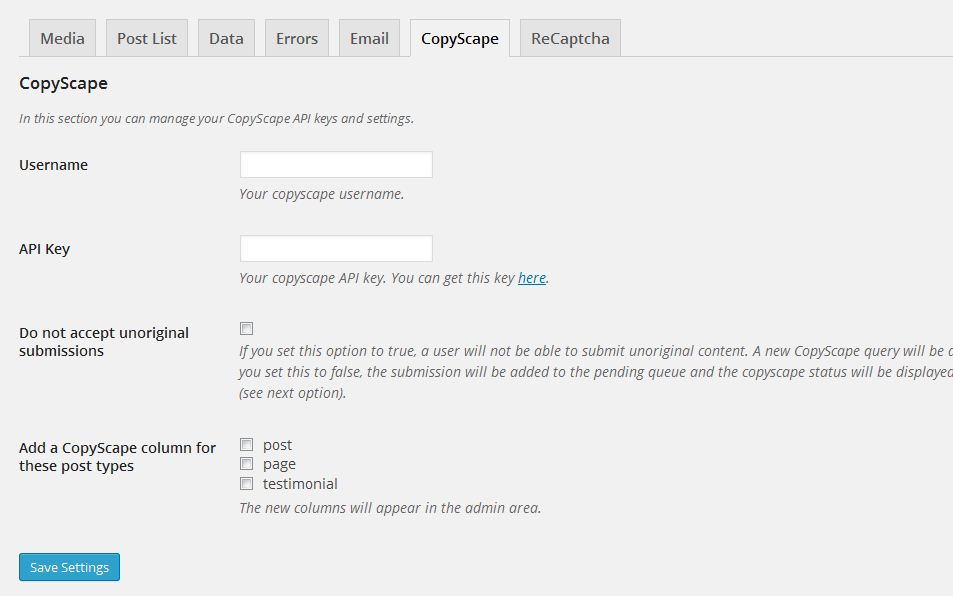 Media Post List Data Errors Email CopyScape ReCaptcha
CopyScape
In this section you can manage your CopyScape API keys and settings.
Username
Your copyscape username.
API Key
Your copyscape API key. You can get this key here.
Do not accept unoriginal
submissions
If you set this option to true, a user will not be able to submit unoriginal content. A new CopyScape query will be
you set this to false, the submission will be added to the pending queue and the copyscape status will be displayed
(see next option).
Add a CopyScape column for
these post types
post
page
testimonial
The new columns will appear in the admin area.
Save Settings